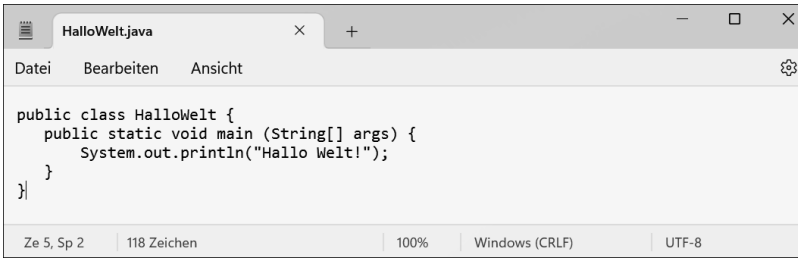 HalloWelt.java
Datei Bearbeiten Ansicht
public class HalloWelt {
   public static void main (String[] args) {
       System.out.println("Hallo Welt!");
   }
}
Ze 5, Sp 2 118 Zeichen 100% Windows (CRLF) UTF-8